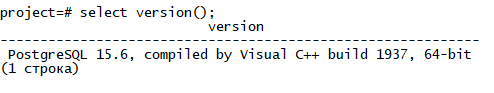 project=# select version();
version
-----------------------------------------------------------
PostgreSQL 15.6, compiled by Visual C++ build 1937, 64-bit
(1 строка)